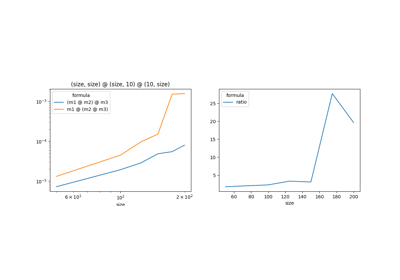 (size, size) @ (size, 10) @ (10, size)
formula
(m1 @ m2) @ m3
m1 @ (m2 @ m3)
10⁻³
10⁻⁴
10⁻⁵
6 × 10¹
10²
2 × 10²
size
formula
ratio
25
20
15
10
5
40 60 80 100 120 140 160 180 200
size